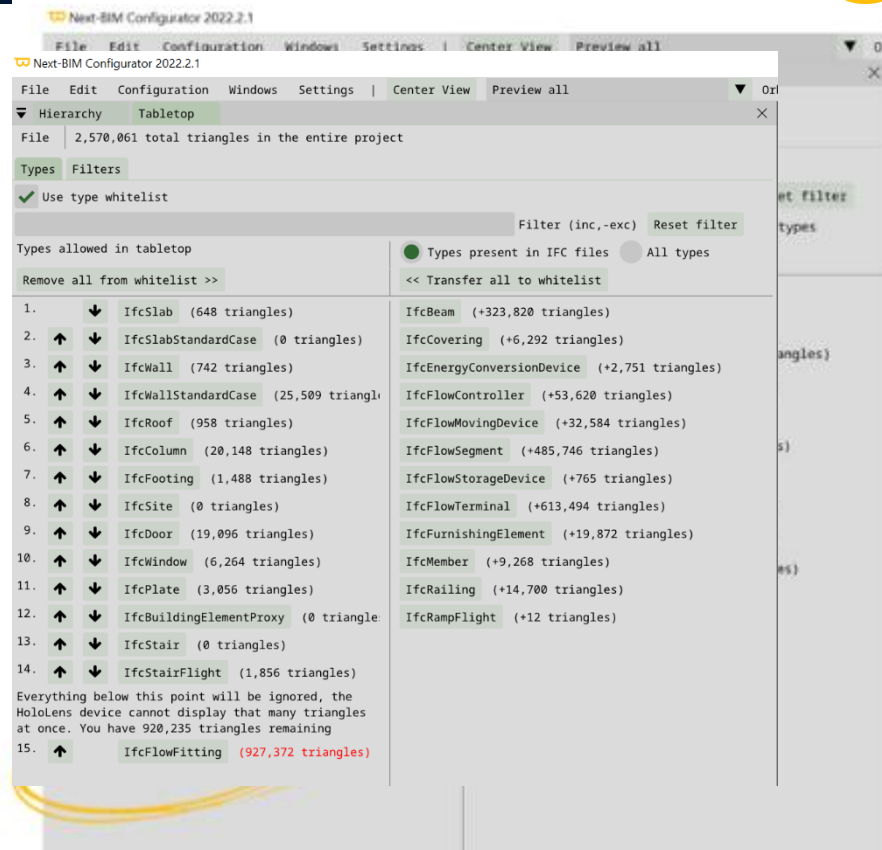 Next-BIM Configurator 2022.2.1
File Edit Configuration Windows Settings | Center View Preview all O
Next-BIM Configurator 2022.2.1
File Edit Configuration Windows Settings | Center View Preview all Orl
Hierarchy Tabletop
File 2,570,061 total triangles in the entire project
Types Filters
Use type whitelist
et filter
Filter (inc,-exc) Reset filter
types
Types allowed in tabletop
Types present in IFC files All types
Remove all from whitelist >> << Transfer all to whitelist
1. IfcSlab (648 triangles) IfcBeam (+323,820 triangles)
2. IfcSlabStandardCase (0 triangles) IfcCovering (+6,292 triangles)
angles)
3. IfcWall (742 triangles) IfcEnergyConversionDevice (+2,751 triangles)
4. IfcWallStandardCase (25,509 triangl IfcFlowController (+53,620 triangles)
5. IfcRoof (958 triangles) IfcFlowMovingDevice (+32,584 triangles)
s)
6. IfcColumn (20,148 triangles) IfcFlowSegment (+485,746 triangles)
7. IfcFooting (1,488 triangles) IfcFlowStorageDevice (+765 triangles)
8. IfcSite (0 triangles) IfcFlowTerminal (+613,494 triangles)
9. IfcDoor (19,096 triangles) IfcFurnishingElement (+19,872 triangles)
10. IfcWindow (6,264 triangles) IfcMember (+9,268 triangles)
es)
11. IfcPlate (3,056 triangles) IfcRailing (+14,700 triangles)
12. IfcBuildingElementProxy (0 triangle IfcRampFlight (+12 triangles)
13. IfcStair (0 triangles)
14. IfcStairFlight (1,856 triangles)
Everything below this point will be ignored, the
HoloLens device cannot display that many triangles
at once. You have 920,235 triangles remaining
15. IfcFlowFitting (927,372 triangles)